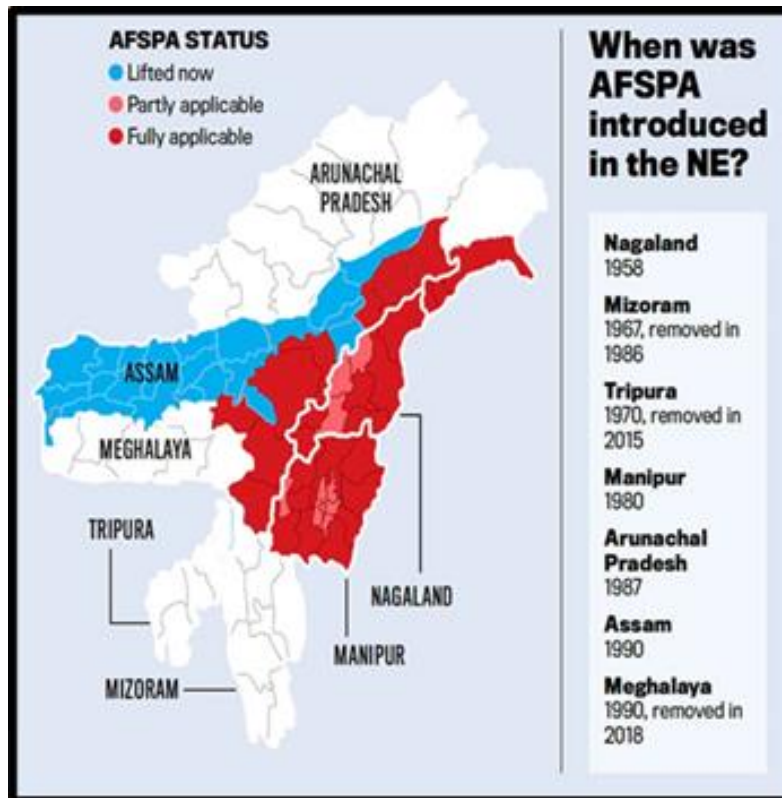 AFSPA STATUS
Lifted now
Partly applicable
Fully applicable
ARUNACHAL
PRADESH
ASSAM
MEGHALAYA
TRIPURA
NAGALAND
MANIPUR
MIZORAM
When was
AFSPA
introduced
in the NE?
Nagaland
1958
Mizoram
1967, removed in
1986
Tripura
1970, removed in
2015
Manipur
1980
Arunachal
Pradesh
1987
Assam
1990
Meghalaya
1990, removed in
2018